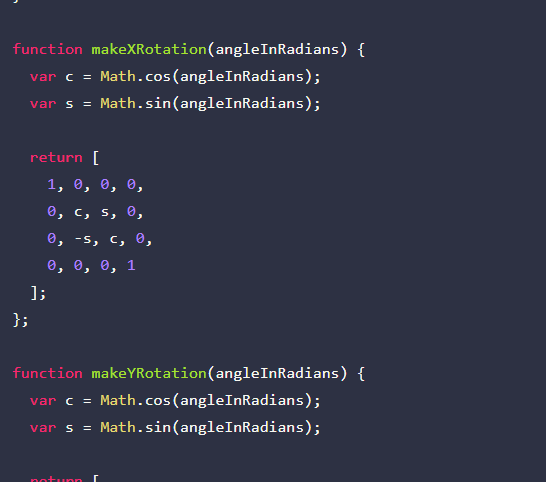 }
function makeXRotation(angleInRadians) {
  var c = Math.cos(angleInRadians);
  var s = Math.sin(angleInRadians);
  return [
    1, 0, 0, 0,
    0, c, s, 0,
    0, -s, c, 0,
    0, 0, 0, 1
  ];
};
function makeYRotation(angleInRadians) {
  var c = Math.cos(angleInRadians);
  var s = Math.sin(angleInRadians);
  return [